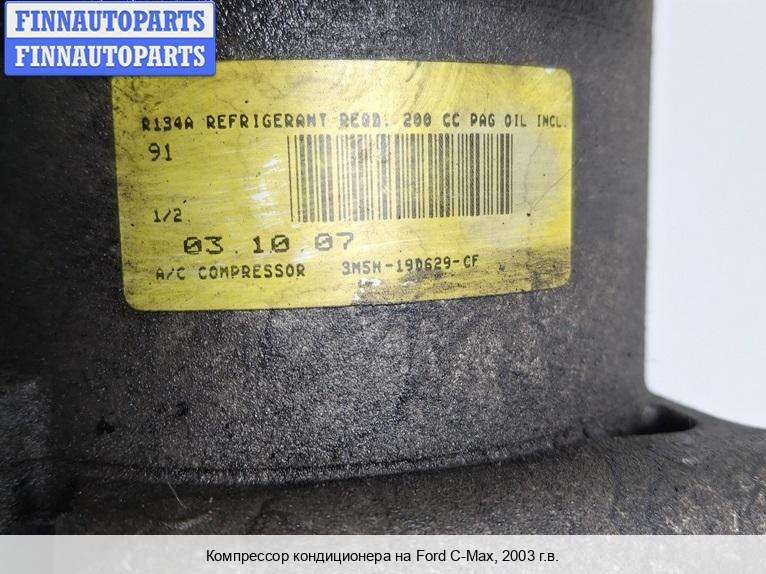 FINNAUTOPARTS
FINNAUTOPARTS
R134A REFRIGERANT REQD. 200 CC PAG OIL INCL.
91
1/2
03.10.07
A/C COMPRESSOR 3M5H-19D629-CF
Компрессор кондиционера на Ford C-Max, 2003 г.в.